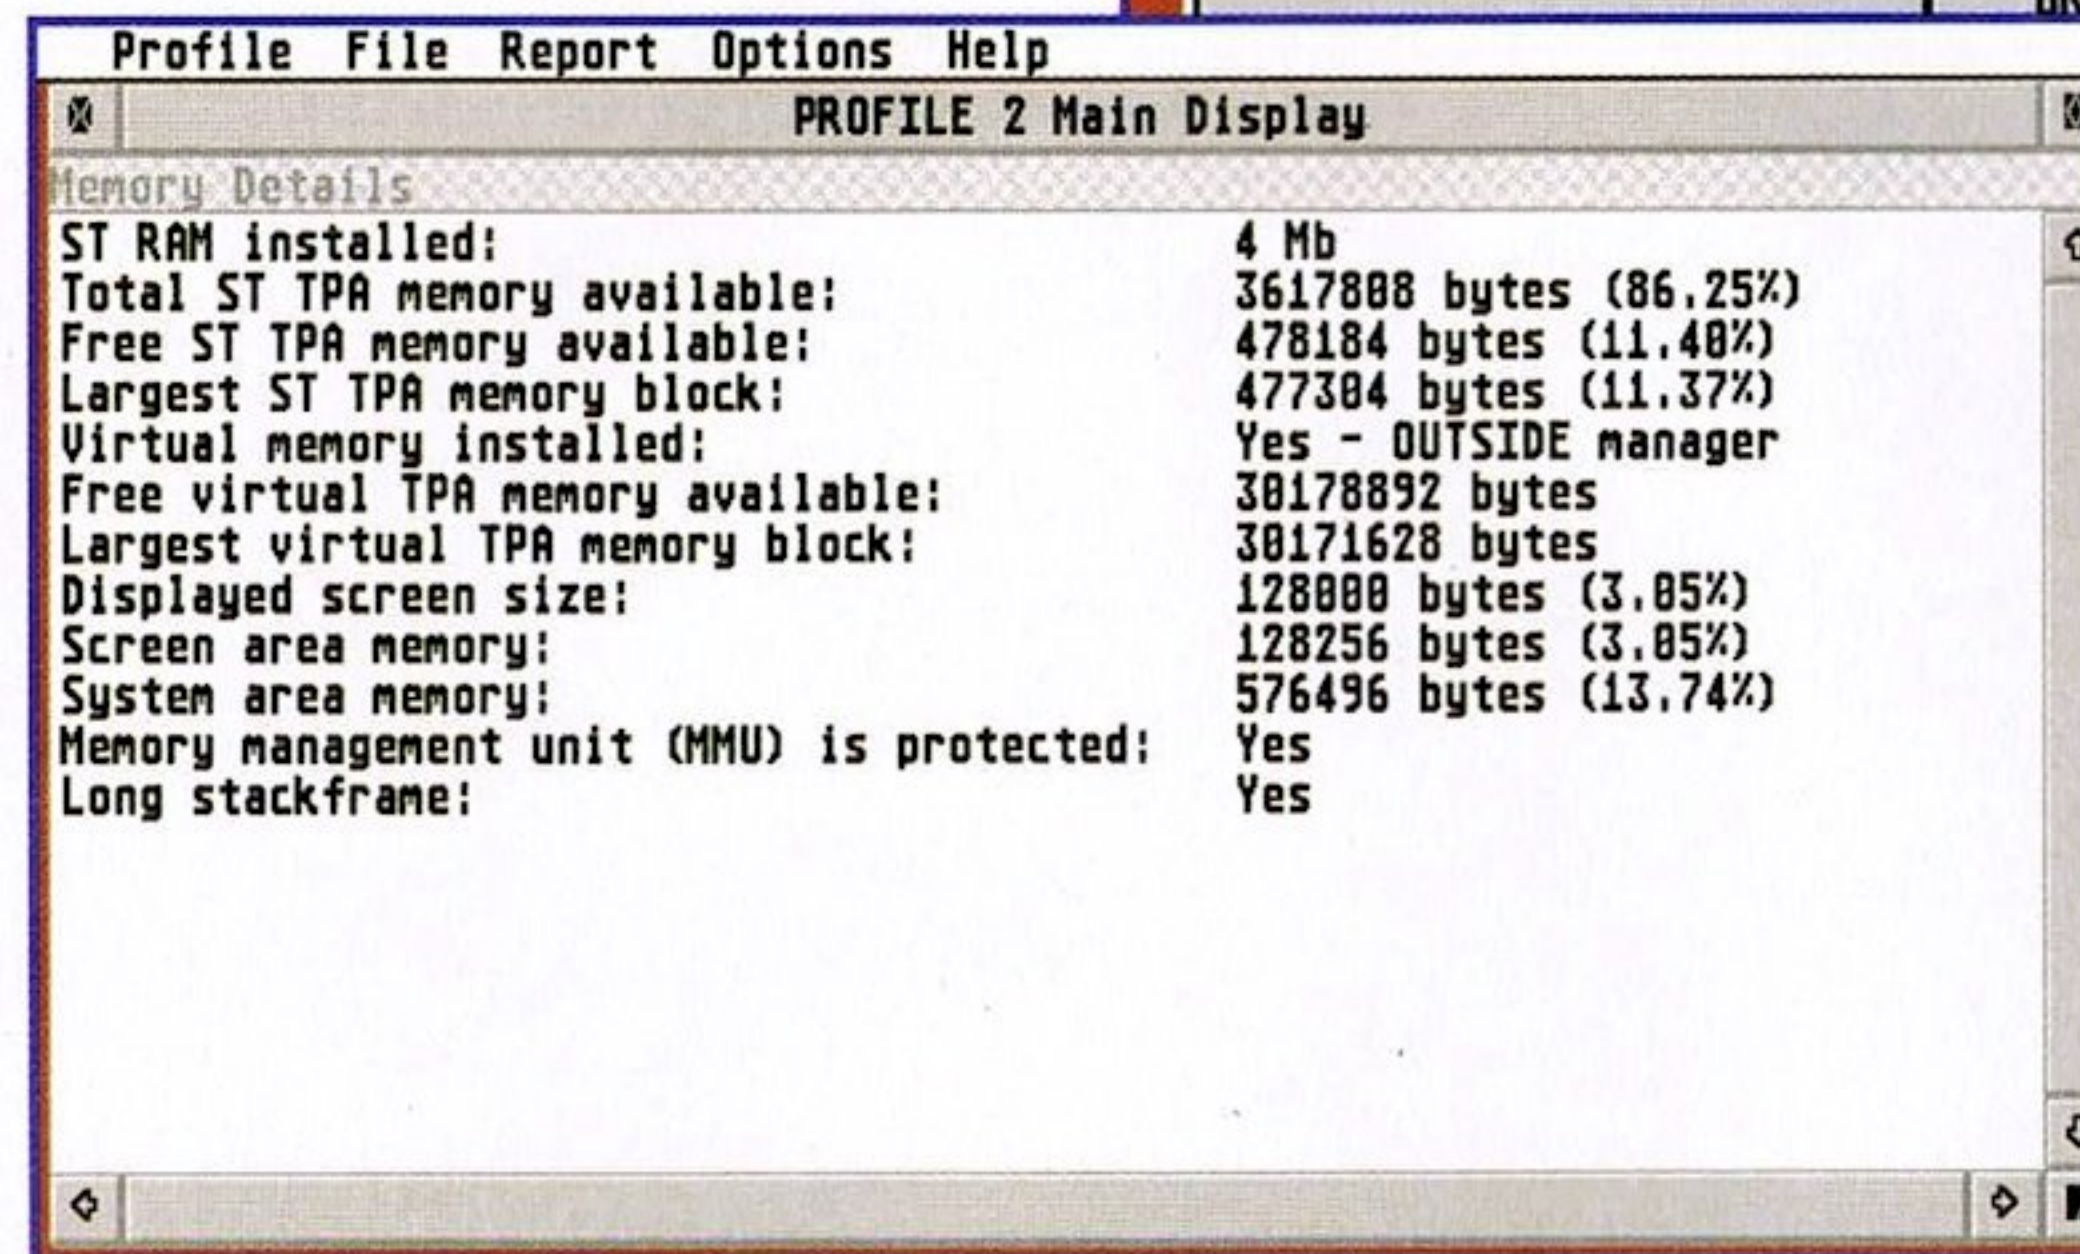 Profile File Report Options Help
PROFILE 2 Main Display
Memory Details
ST RAM installed: 4 Mb
Total ST TPA memory available: 3617808 bytes (86.25%)
Free ST TPA memory available: 478184 bytes (11.40%)
Largest ST TPA memory block: 477304 bytes (11.37%)
Virtual memory installed: Yes - OUTSIDE manager
Free virtual TPA memory available: 30178892 bytes
Largest virtual TPA memory block: 30171628 bytes
Displayed screen size: 128000 bytes (3.05%)
Screen area memory: 128256 bytes (3.05%)
System area memory: 576496 bytes (13.74%)
Memory management unit (MMU) is protected: Yes
Long stackframe: Yes